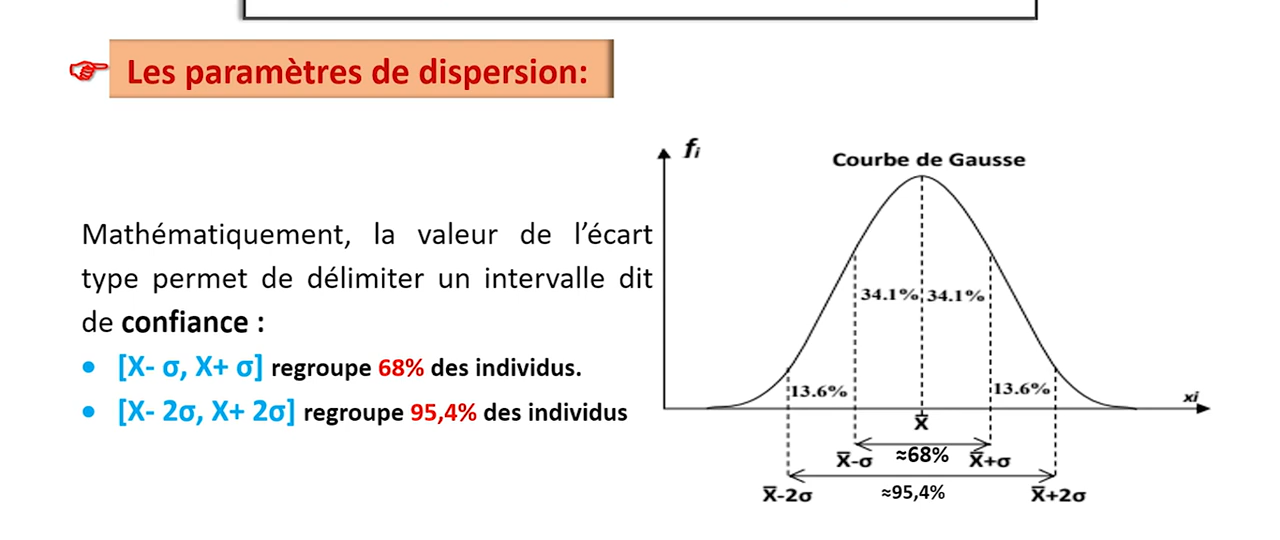 Les paramètres de dispersion:
Mathématiquement, la valeur de l’écart
type permet de délimiter un intervalle dit
de confiance :
• [X- σ, X+ σ] regroupe 68% des individus.
• [X- 2σ, X+ 2σ] regroupe 95,4% des individus
fi
Courbe de Gausse
34.1% 34.1%
13.6% 13.6%
xi
X̅
X̅-σ ≈68% X̅+σ
X̅-2σ ≈95,4% X̅+2σ